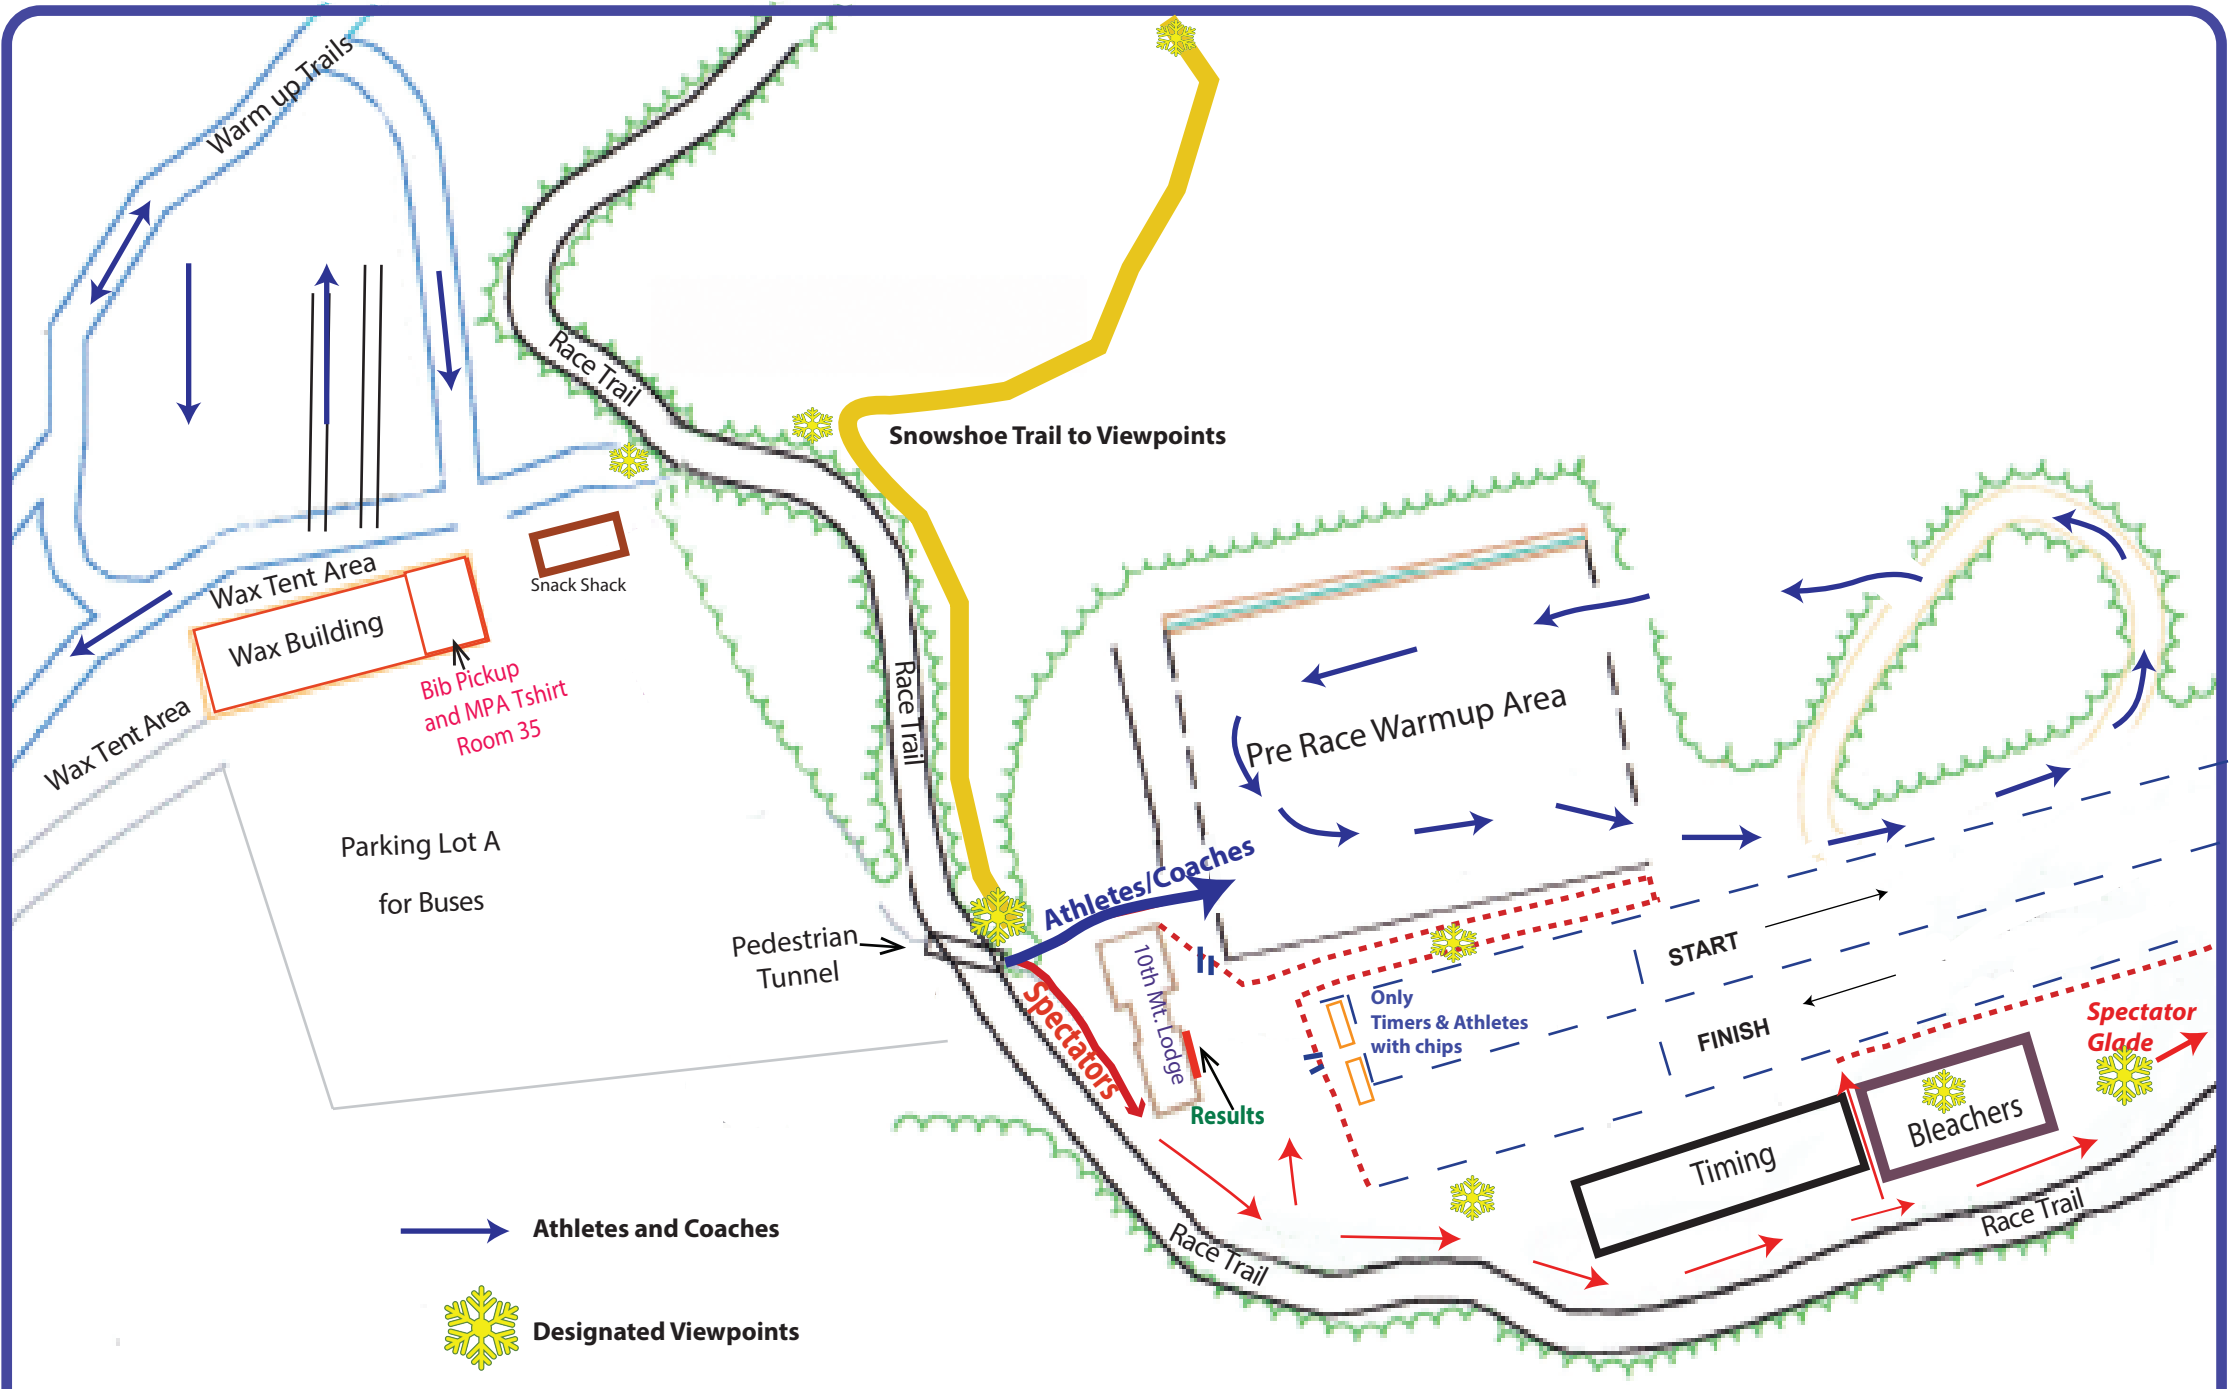 Warm up Trails
Race Trail
Snowshoe Trail to Viewpoints
Snack Shack
Wax Tent Area
Wax Building
Bib Pickup
and MPA Tshirt
Room 35
Wax Tent Area
Race Trail
Pre Race Warmup Area
Parking Lot A
for Buses
Athletes/Coaches
Pedestrian
Tunnel
START
FINISH
10th Mt. Lodge
Spectators
Only
Timers & Athletes
with chips
Spectator
Glade
Results
Bleachers
Timing
Race Trail
Race Trail
Athletes and Coaches
Designated Viewpoints